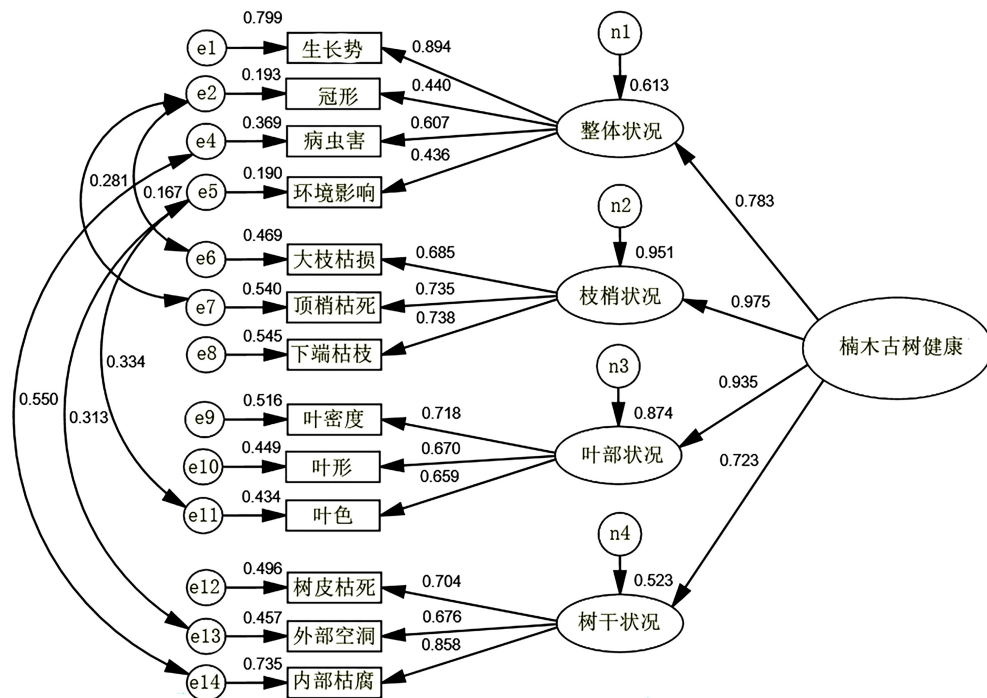 0.799
e1
生长势
0.894
n1
0.193
e2
冠形
0.440
0.613
整体状况
0.369
e4
病虫害
0.607
0.436
0.281
0.167
0.190
e5
环境影响
0.783
n2
0.469
e6
大枝枯损
0.685
0.951
枝梢状况
0.540
e7
顶梢枯死
0.735
0.975
0.738
0.545
e8
下端枯枝
楠木古树健康
0.334
n3
0.550
0.313
0.935
0.516
e9
叶密度
0.718
0.874
叶部状况
0.449
e10
叶形
0.670
0.659
0.723
0.434
e11
叶色
n4
0.496
e12
树皮枯死
0.704
0.523
树干状况
0.457
e13
外部空洞
0.676
0.858
0.735
e14
内部枯腐